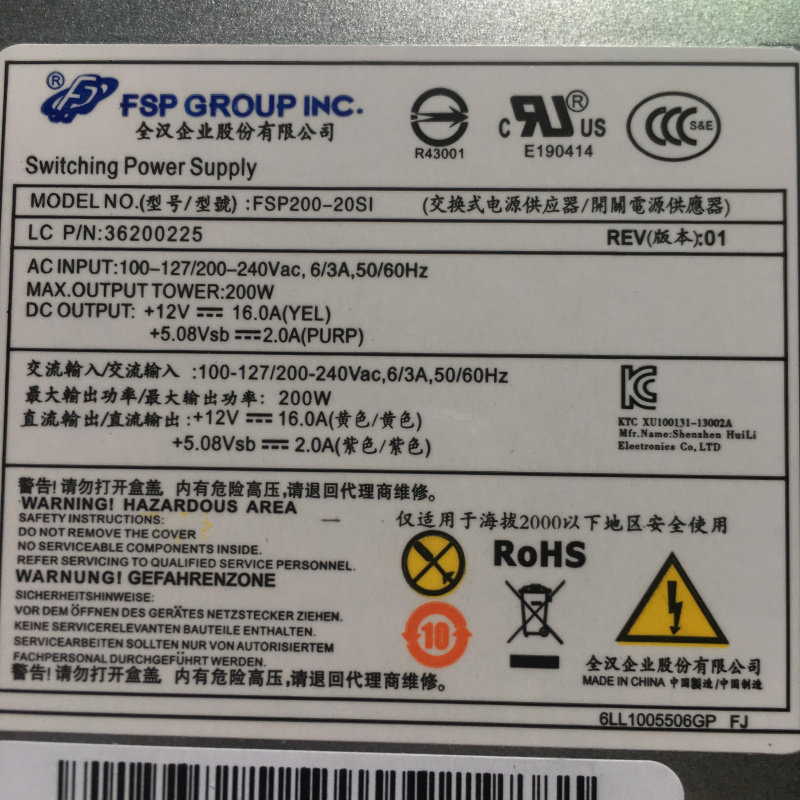 ® FSP GROUP INC.
全汉企业股份有限公司
Switching Power Supply
R43001
c RU® US
E190414
CCC S&E
MODEL NO.(型号/型號) :FSP200-20SI (交换式电源供应器/開關電源供應器)
LC P/N:36200225 REV(版本):01
AC INPUT:100-127/200-240Vac, 6/3A,50/60Hz
MAX.OUTPUT TOWER:200W
DC OUTPUT: +12V ⎓ 16.0A(YEL)
+5.08Vsb ⎓ 2.0A(PURP)
交流輸入/交流輸入 :100-127/200-240Vac,6/3A,50/60Hz
最大輸出功率/最大輸出功率: 200W
直流輸出/直流輸出 :+12V ⎓ 16.0A(黄色/黄色)
+5.08Vsb ⎓ 2.0A(紫色/紫色)
KC
KTC XU100131-13002A
Mfr.Name:Shenzhen HuiLi
Electronics Co,LTD
警告!请勿打开盒盖, 内有危险高压,请退回代理商维修。
WARNING! HAZARDOUS AREA
SAFETY INSTRUCTIONS:
DO NOT REMOVE THE COVER
NO SERVICEABLE COMPONENTS INSIDE.
REFER SERVICING TO QUALIFIED SERVICE PERSONNEL.
WARNUNG! GEFAHRENZONE
SICHERHEITSHINWEISE:
VOR DEM ÖFFNEN DES GERÄTES NETZSTECKER ZIEHEN.
KEINE SERVICERELEVANTEN BAUTEILE ENTHALTEN.
SERVICEARBEITEN SOLLTEN NUR VON AUTORISIERTEM
FACHPERSONAL DURCHGEFÜHRT WERDEN.
警告!请勿打开盒盖, 内有危险高压,请退回代理商维修。
仅适用于海拔2000以下地区安全使用
RoHS
10
全汉企业股份有限公司
MADE IN CHINA 中国製造/中国製造
6LL1005506GP FJ